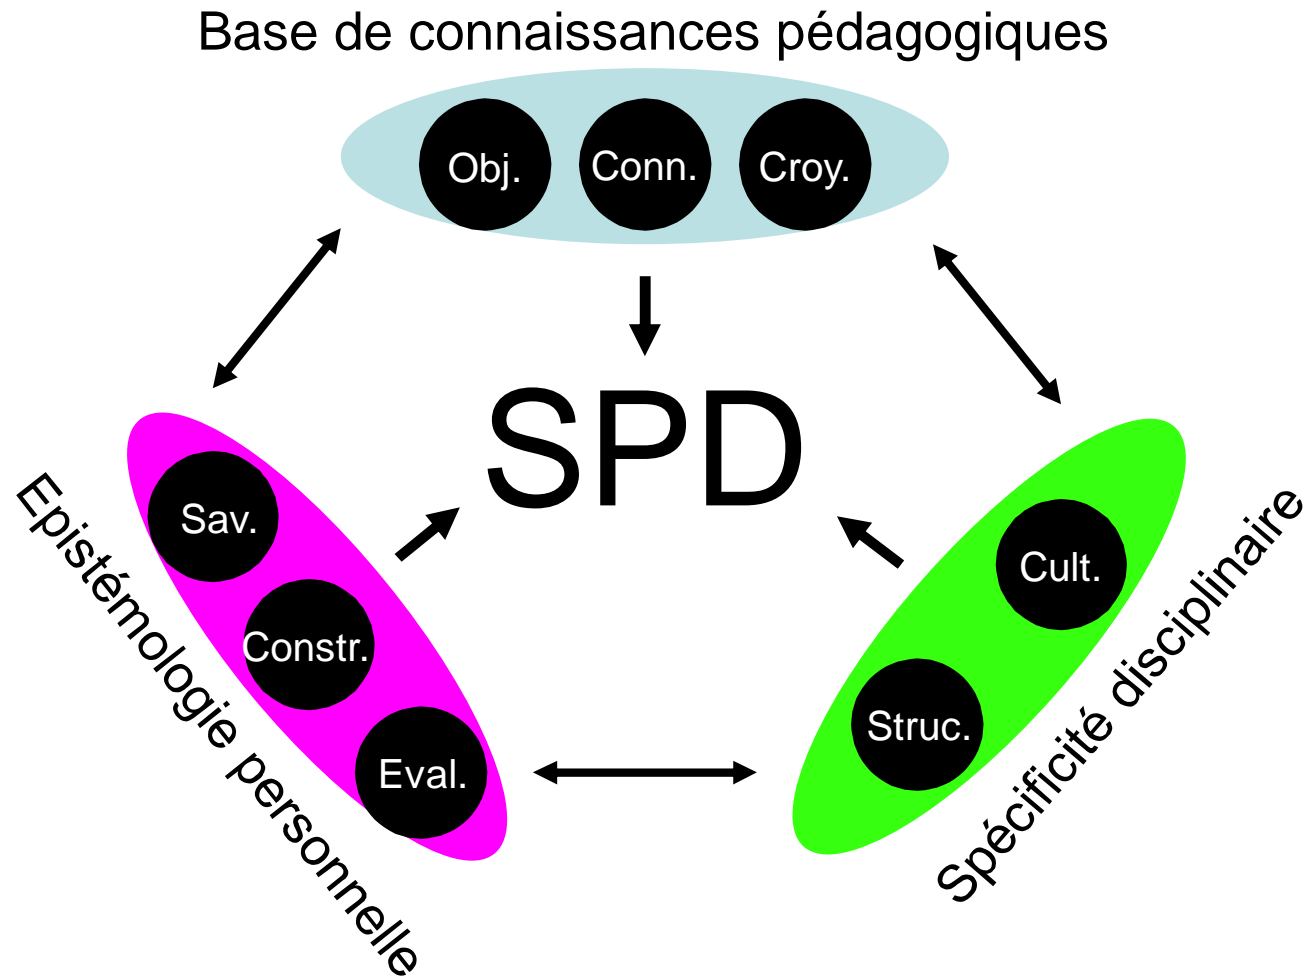 Base de connaissances pédagogiques
Obj.
Conn.
Croy.
SPD
Sav.
Constr.
Eval.
Epistémologie personnelle
Cult.
Struc.
Spécificité disciplinaire